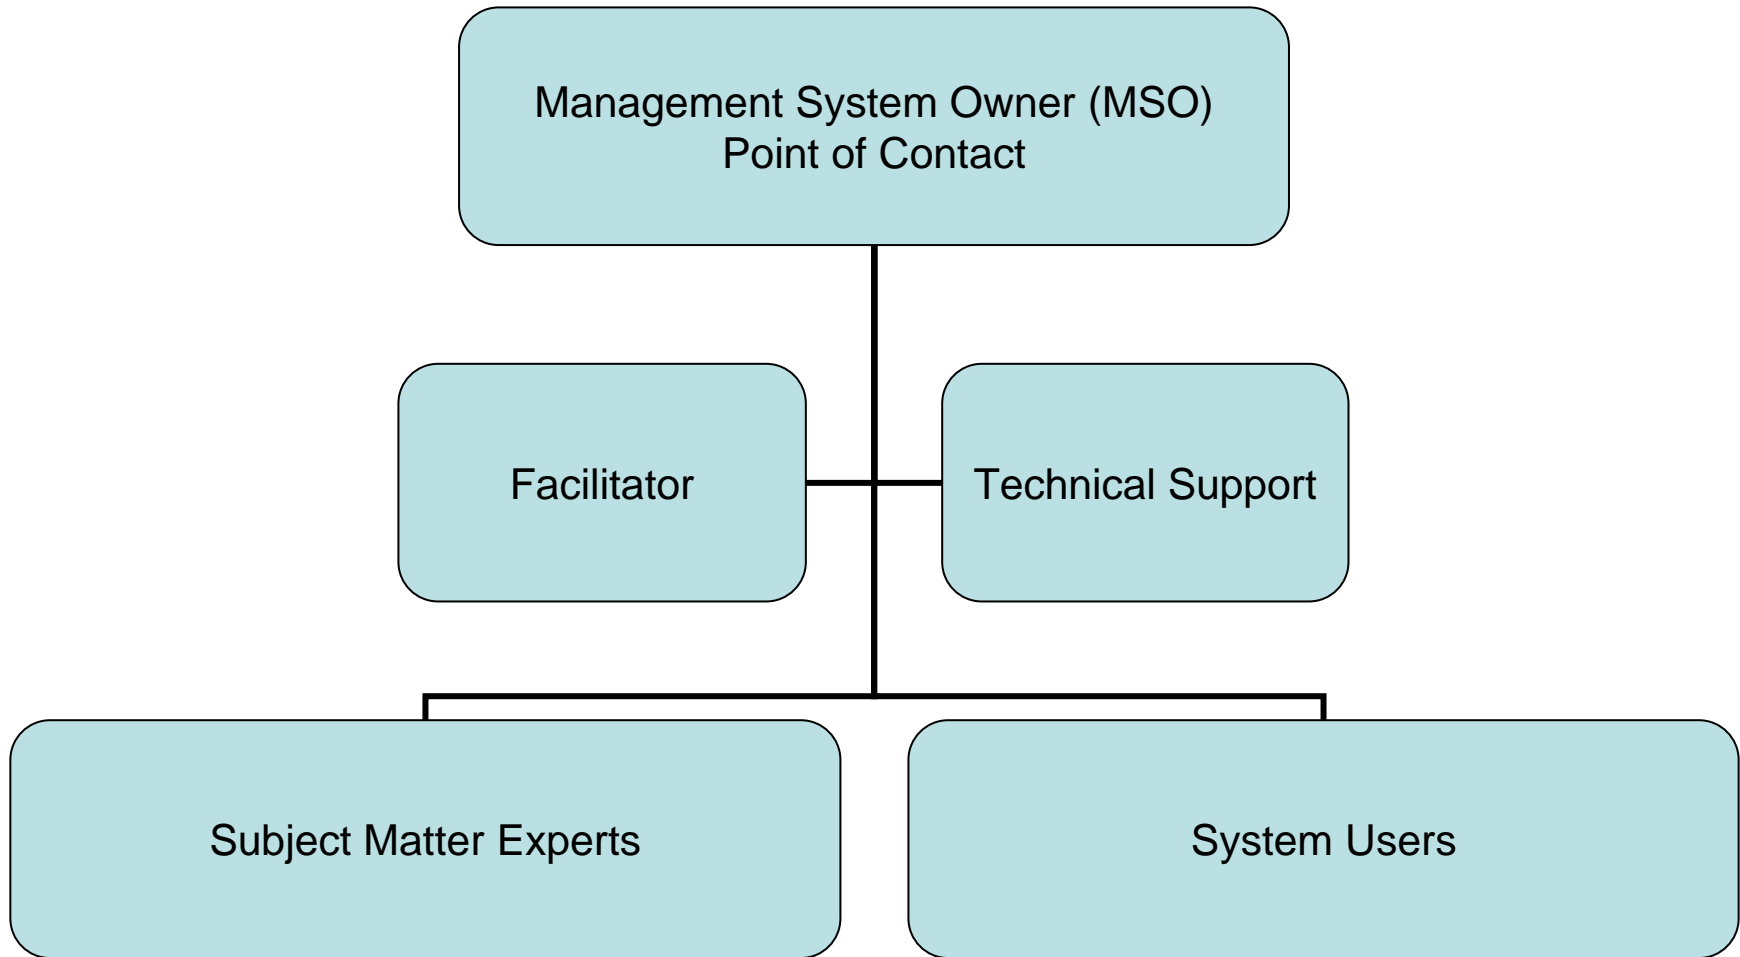 Management System Owner (MSO)
Point of Contact
Facilitator
Technical Support
Subject Matter Experts
System Users